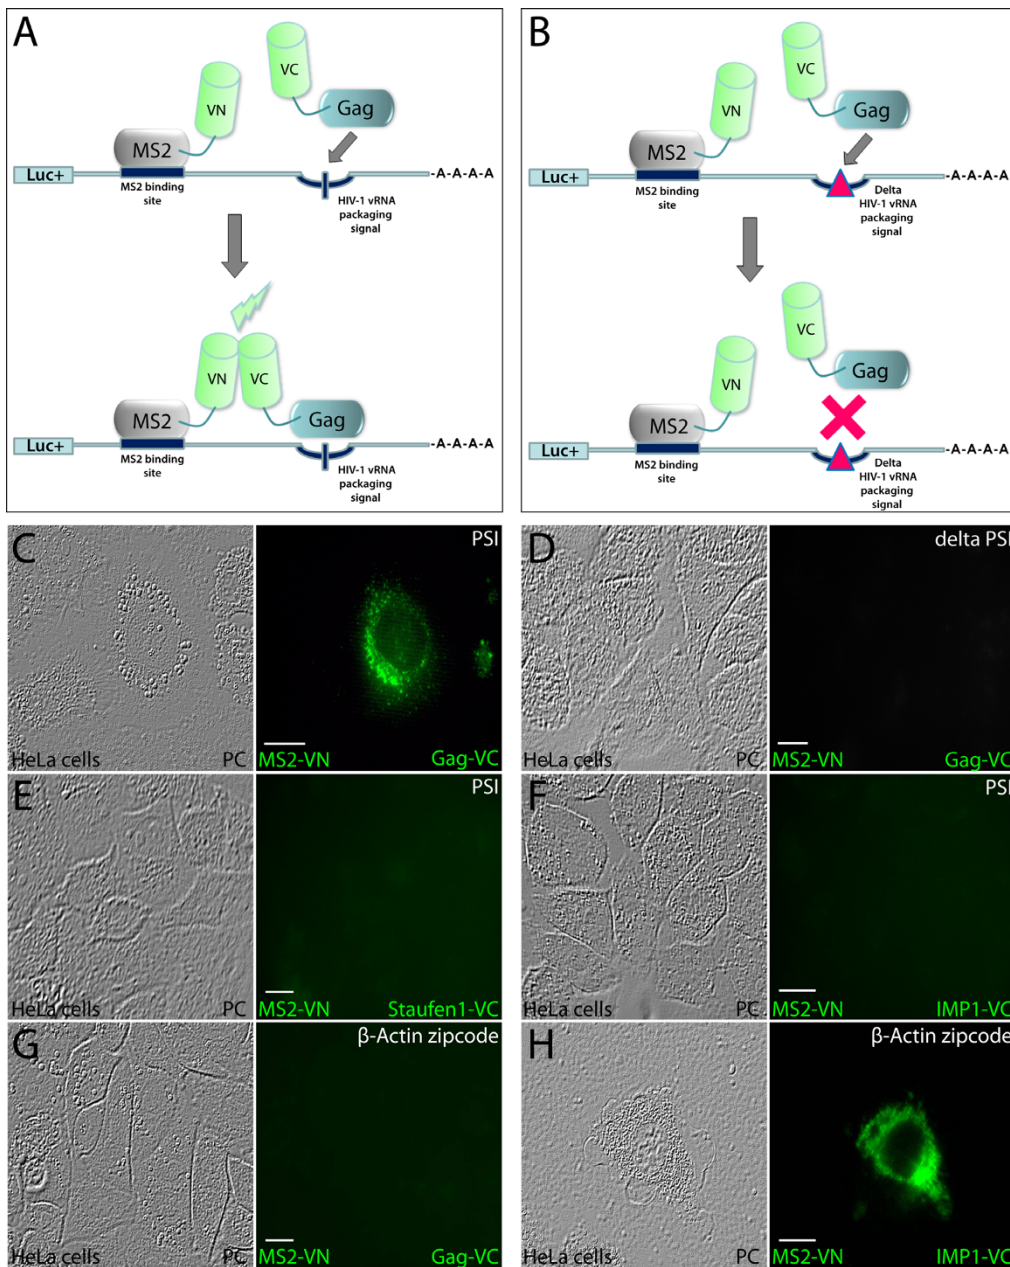 A
VC
VN
Gag
MS2
Luc+
-A-A-A-A
MS2 binding
site
HIV-1 vRNA
packaging
signal
VN
VC
MS2
Gag
Luc+
-A-A-A-A
MS2 binding
site
HIV-1 vRNA
packaging
signal
B
VC
VN
Gag
MS2
Luc+
-A-A-A-A
MS2 binding
site
Delta
HIV-1 vRNA
packaging
signal
VC
VN
Gag
MS2
Luc+
-A-A-A-A
MS2 binding
site
Delta
HIV-1 vRNA
packaging
signal
C
PSI
HeLa cells
PC
MS2-VN
Gag-VC
D
delta PSI
HeLa cells
PC
MS2-VN
Gag-VC
E
PSI
HeLa cells
PC
MS2-VN
Staufen1-VC
F
PSI
HeLa cells
PC
MS2-VN
IMP1-VC
G
β-Actin zipcode
HeLa cells
PC
MS2-VN
Gag-VC
H
β-Actin zipcode
HeLa cells
PC
MS2-VN
IMP1-VC